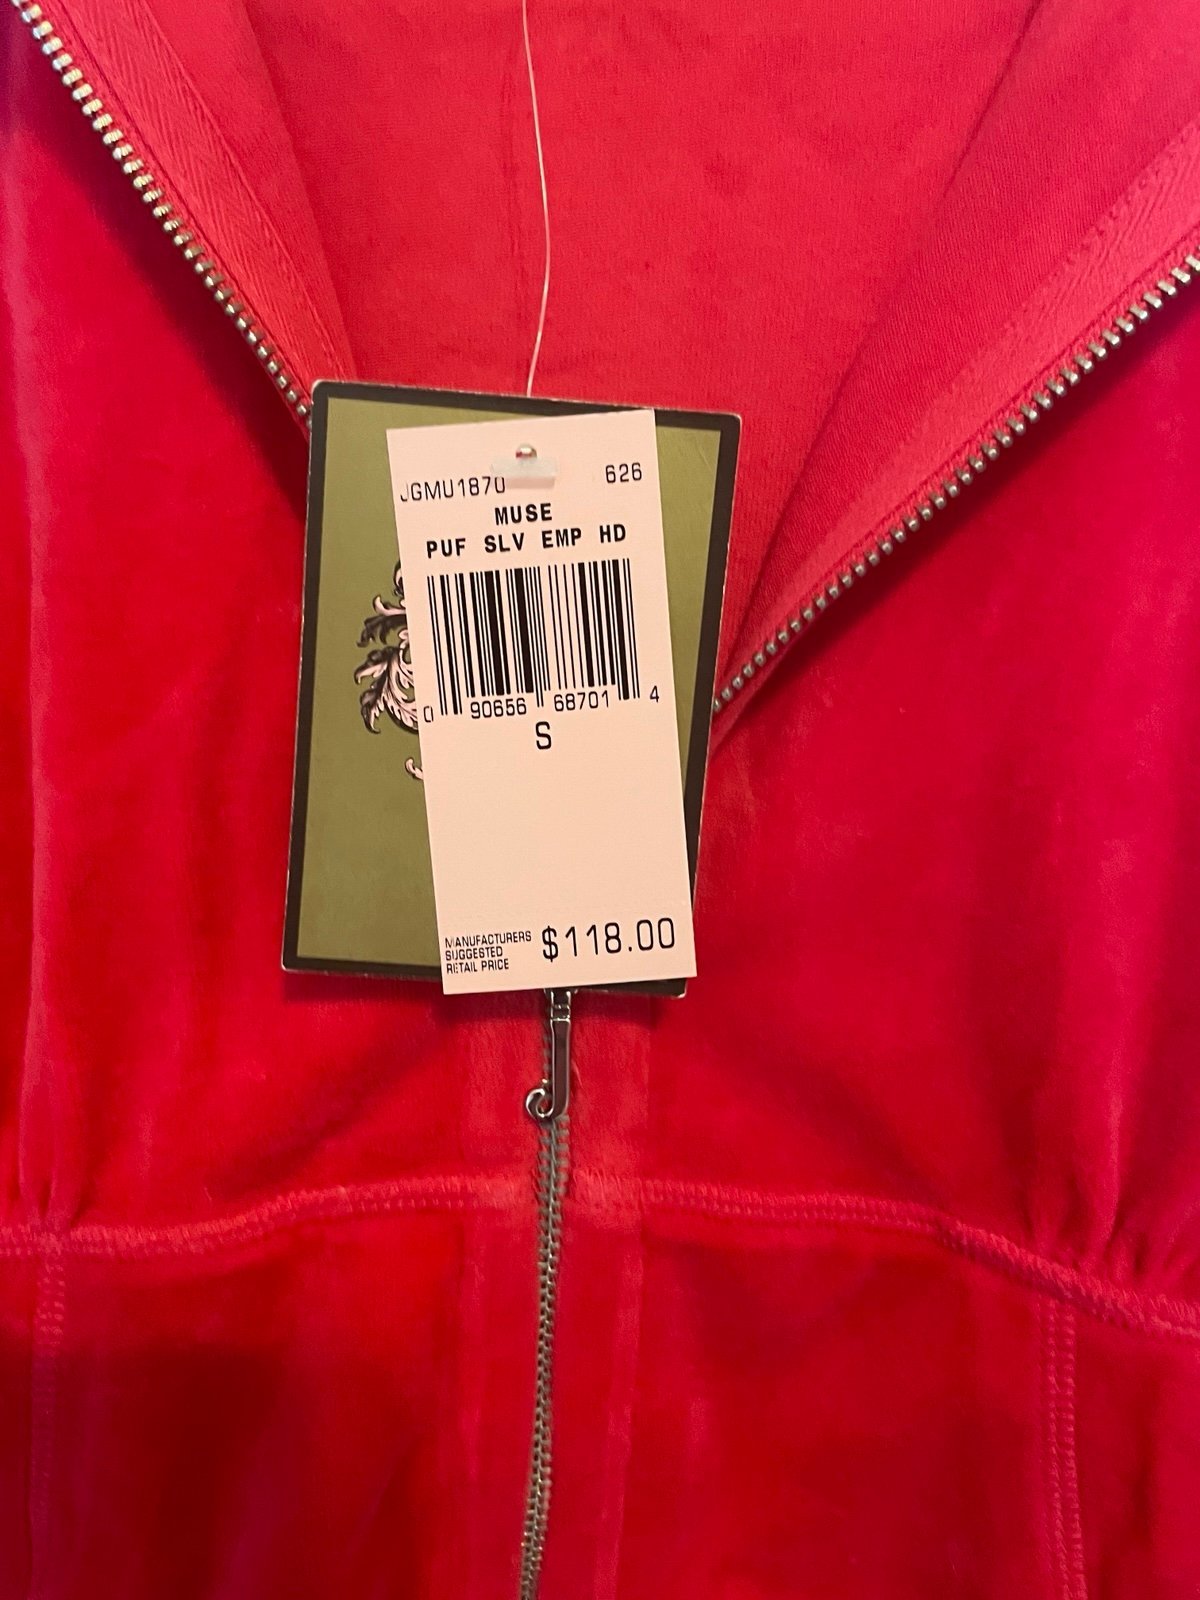 JGMU1870 626
MUSE
PUF SLV EMP HD
0 90656 68701 4
S
MANUFACTURERS
SUGGESTED
RETAIL PRICE
$118.00